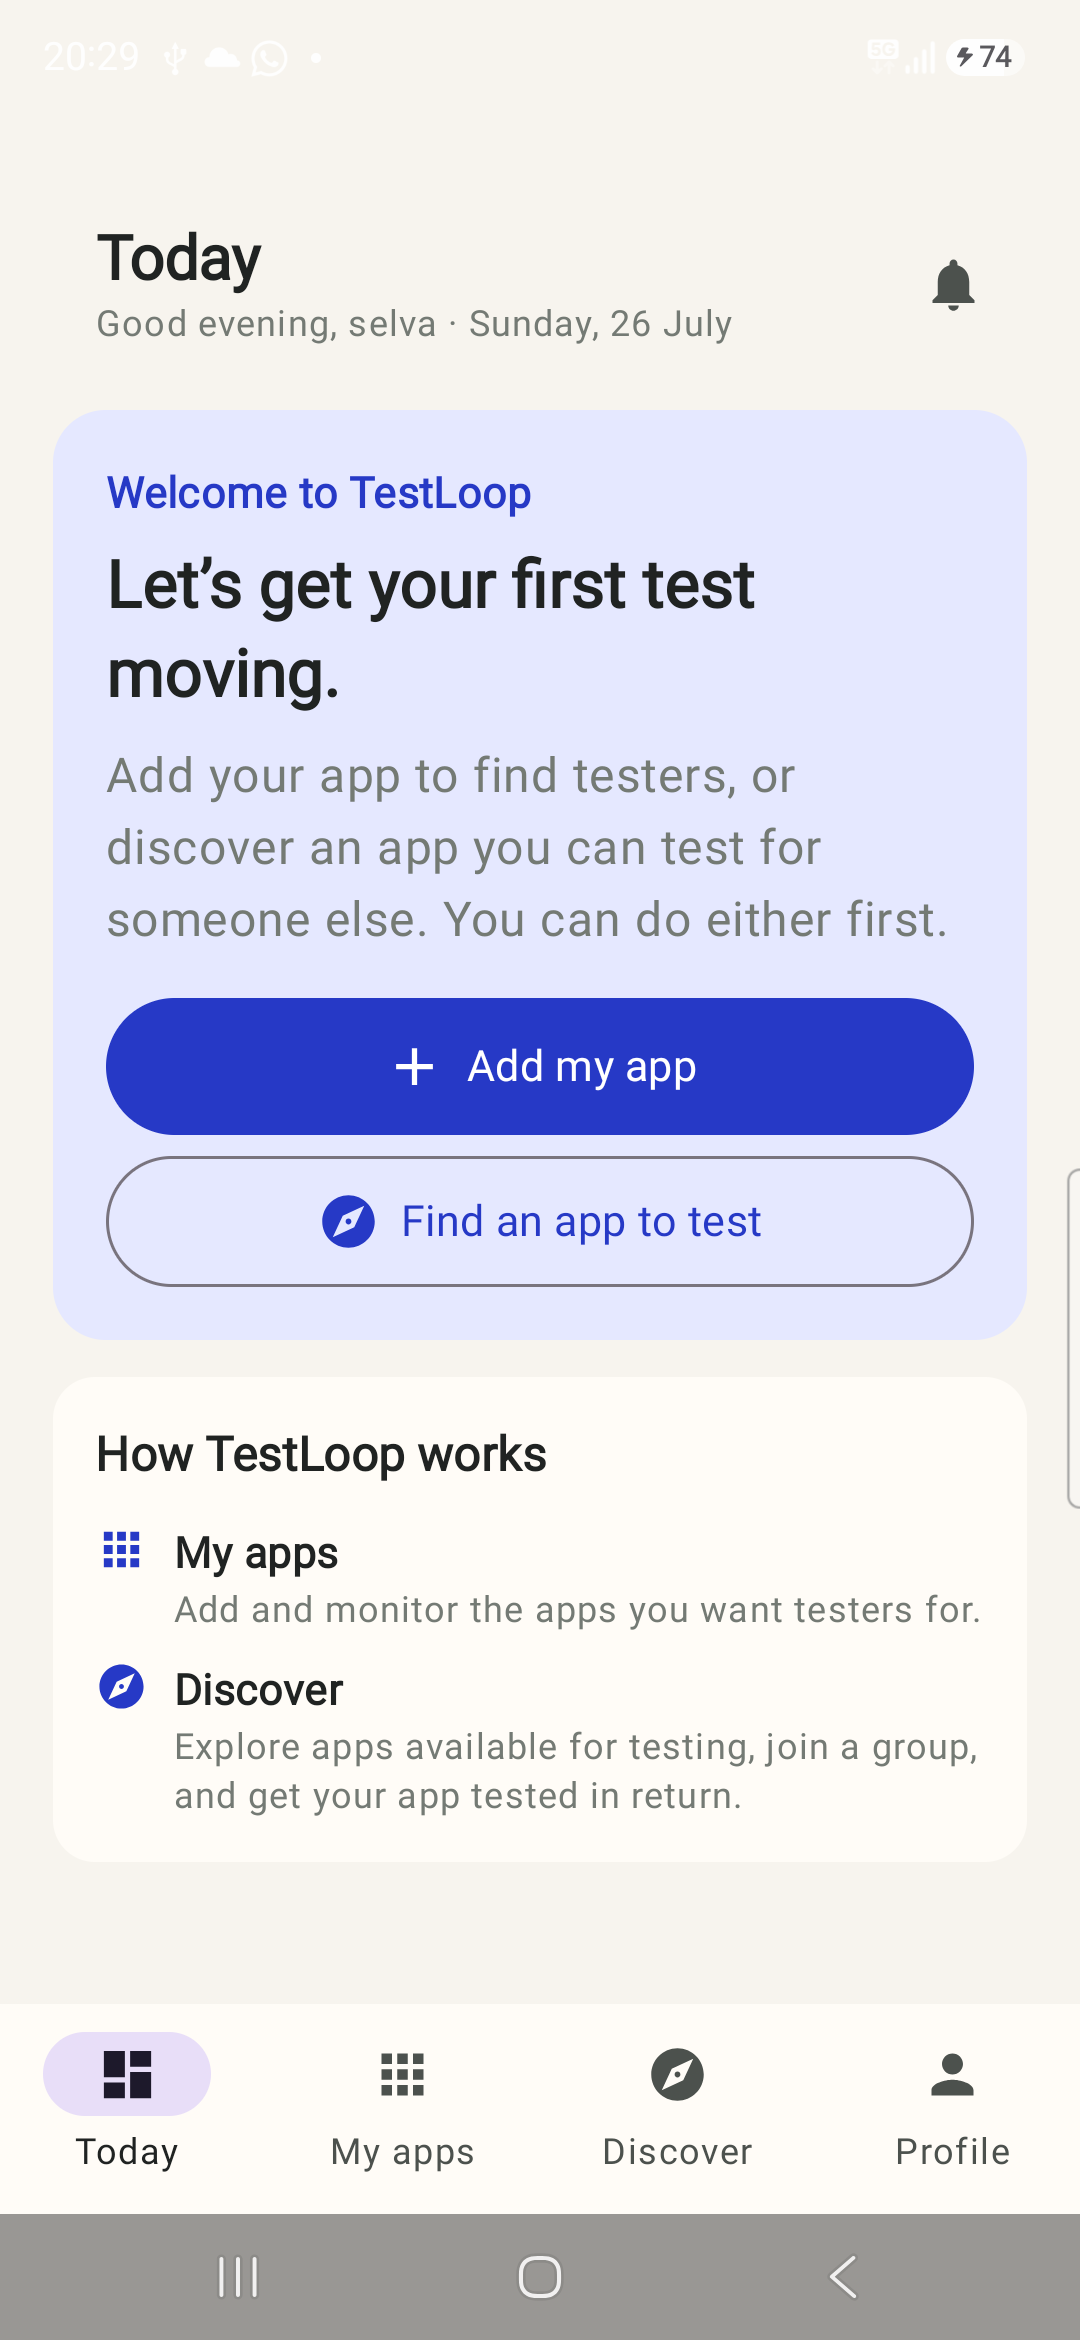 20:29
5G
74
Today
Good evening, selva · Sunday, 26 July
Welcome to TestLoop
Let’s get your first test
moving.
Add your app to find testers, or
discover an app you can test for
someone else. You can do either first.
Add my app
Find an app to test
How TestLoop works
My apps
Add and monitor the apps you want testers for.
Discover
Explore apps available for testing, join a group,
and get your app tested in return.
Today
My apps
Discover
Profile